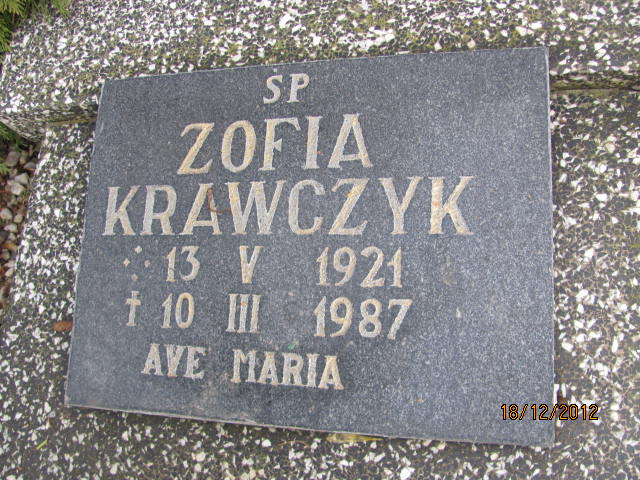 SP
ZOFIA
KRAWCZYK
13 V 1921
† 10 III 1987
AVE MARIA
18/12/2012